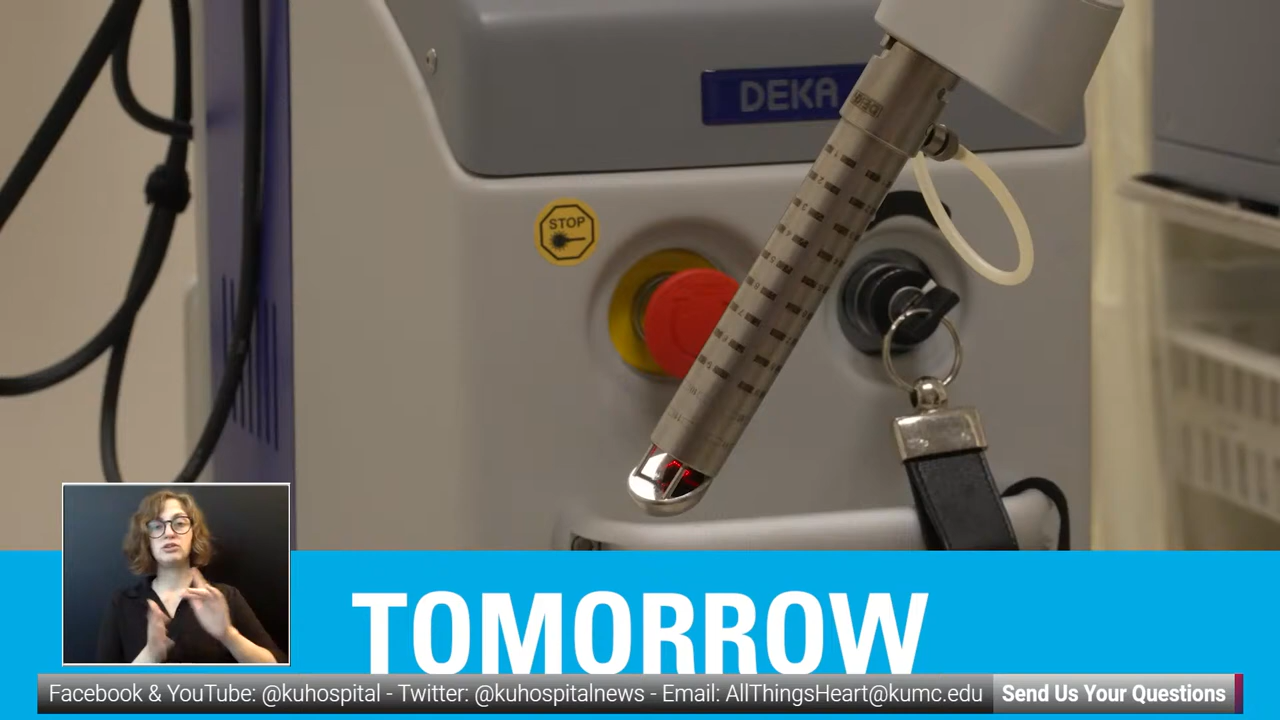 DEKA
STOP
TOMORROW
Facebook & YouTube: @kuhospital - Twitter: @kuhospitalnews - Email: AllThingsHeart@kumc.edu
Send Us Your Questions